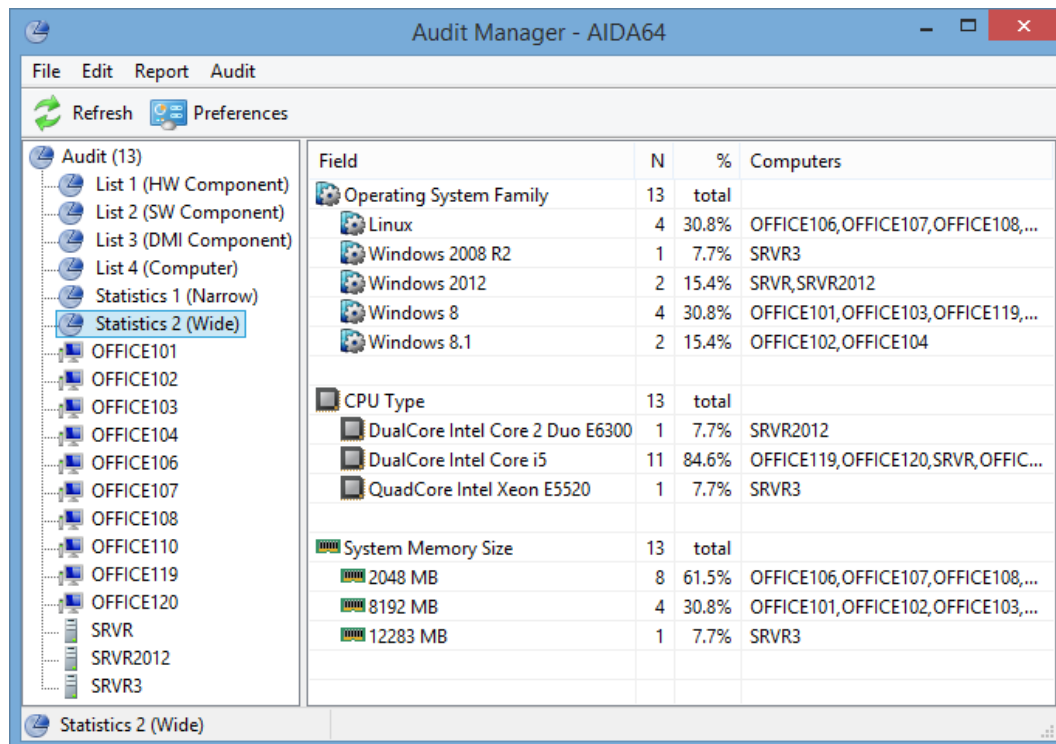 Audit Manager - AIDA64
File Edit Report Audit
Refresh Preferences
Audit (13)
List 1 (HW Component)
List 2 (SW Component)
List 3 (DMI Component)
List 4 (Computer)
Statistics 1 (Narrow)
Statistics 2 (Wide)
OFFICE101
OFFICE102
OFFICE103
OFFICE104
OFFICE106
OFFICE107
OFFICE108
OFFICE110
OFFICE119
OFFICE120
SRVR
SRVR2012
SRVR3
Field N % Computers
Operating System Family 13 total
Linux 4 30.8% OFFICE106,OFFICE107,OFFICE108,...
Windows 2008 R2 1 7.7% SRVR3
Windows 2012 2 15.4% SRVR,SRVR2012
Windows 8 4 30.8% OFFICE101,OFFICE103,OFFICE119,...
Windows 8.1 2 15.4% OFFICE102,OFFICE104
CPU Type 13 total
DualCore Intel Core 2 Duo E6300 1 7.7% SRVR2012
DualCore Intel Core i5 11 84.6% OFFICE119,OFFICE120,SRVR,OFFIC...
QuadCore Intel Xeon E5520 1 7.7% SRVR3
System Memory Size 13 total
2048 MB 8 61.5% OFFICE106,OFFICE107,OFFICE108,...
8192 MB 4 30.8% OFFICE101,OFFICE102,OFFICE103,...
12283 MB 1 7.7% SRVR3
Statistics 2 (Wide)